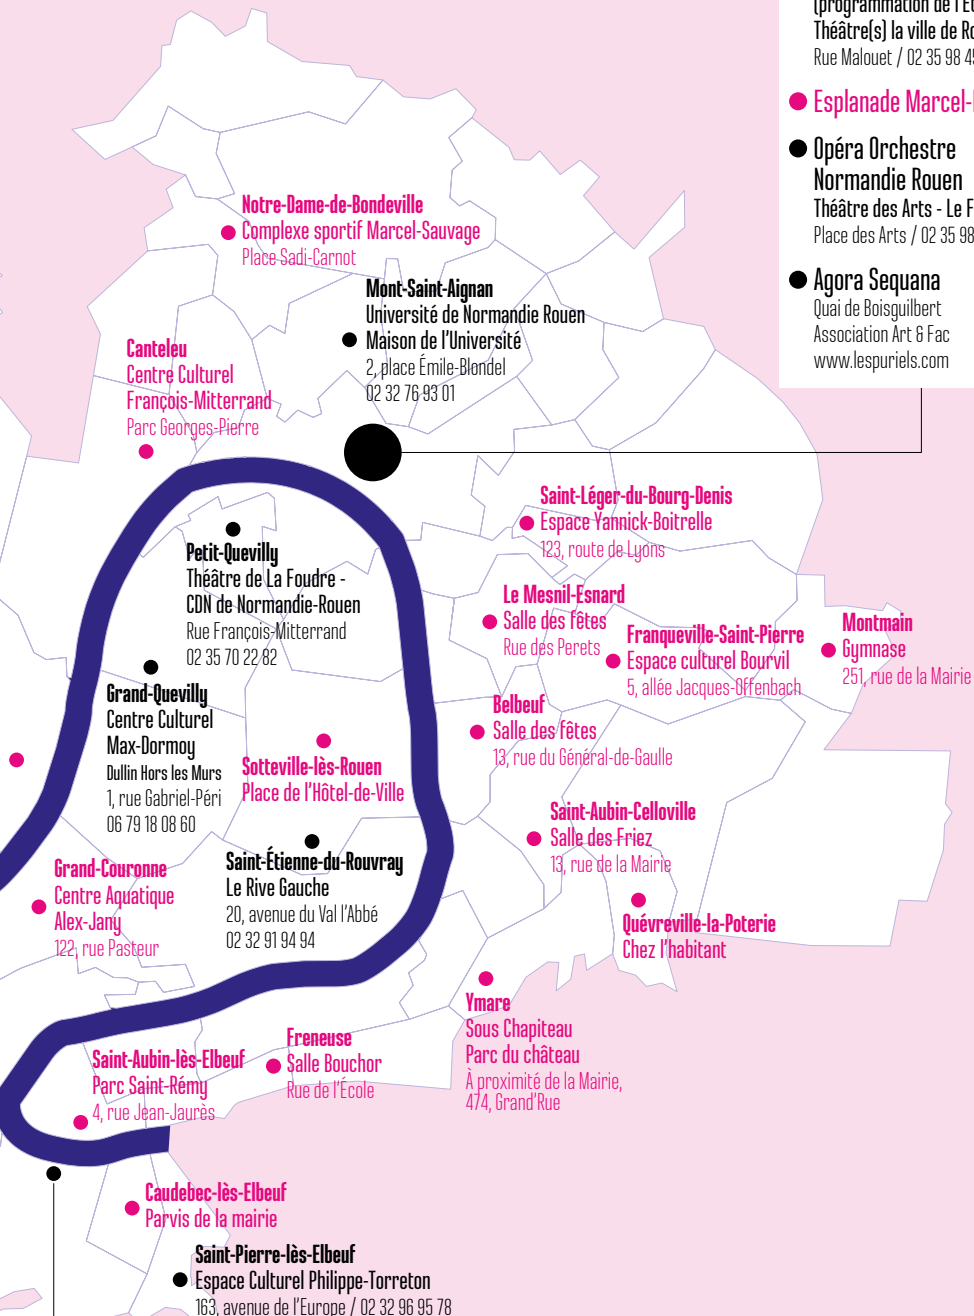 (programmation de
Théâtre(s) la ville de
Rue Malouet / 02 35 98
Esplanade
Opéra Orchestre
Normandie Rouen
Théâtre des Arts - Le
Place des Arts / 02 35 98
Agora Sequana
Quai de Boisguilbert
Association Art & Fac
www.lespuriels.com
Notre-Dame-de-Bondeville
Complexe sportif Marcel-Sauvage
Place Sadi-Carnot
Mont-Saint-Aignan
Université de Normandie Rouen
Maison de l'Université
2, place Émile-Blondel
02 32 76 93 01
Canteleu
Centre Culturel
François-Mitterrand
Parc Georges-Pierre
Saint-Léger-du-Bourg-Denis
Espace Yannick-Boitrelle
123, route de Lyons
Petit-Quevilly
Théâtre de La Foudre -
CDN de Normandie-Rouen
Rue François-Mitterrand
02 35 70 22 82
Le Mesnil-Esnard
Salle des fêtes
Rue des Perets
Franqueville-Saint-Pierre
Espace culturel Bourvil
5, allée Jacques-Offenbach
Montmain
Gymnase
251, rue de la Mairie
Grand-Quevilly
Centre Culturel
Max-Dormoy
Dullin Hors les Murs
1, rue Gabriel-Péri
06 79 18 08 60
Belbeuf
Salle des fêtes
13, rue du Général-de-Gaulle
Sotteville-lès-Rouen
Place de l'Hôtel-de-Ville
Saint-Aubin-Celloville
Salle des Friez
13, rue de la Mairie
Saint-Étienne-du-Rouvray
Le Rive Gauche
20, avenue du Val l'Abbé
02 32 91 94 94
Grand-Couronne
Centre Aquatique
Alex-Jany
122, rue Pasteur
Quévreville-la-Poterie
Chez l'habitant
Ymare
Sous Chapiteau
Parc du château
À proximité de la Mairie,
474, Grand'Rue
Freneuse
Salle Bouchor
Rue de l'École
Saint-Aubin-lès-Elbeuf
Parc Saint-Rémy
4, rue Jean-Jaurès
Caudebec-lès-Elbeuf
Parvis de la mairie
Saint-Pierre-lès-Elbeuf
Espace Culturel Philippe-Torreton
163, avenue de l'Europe / 02 32 96 95 78